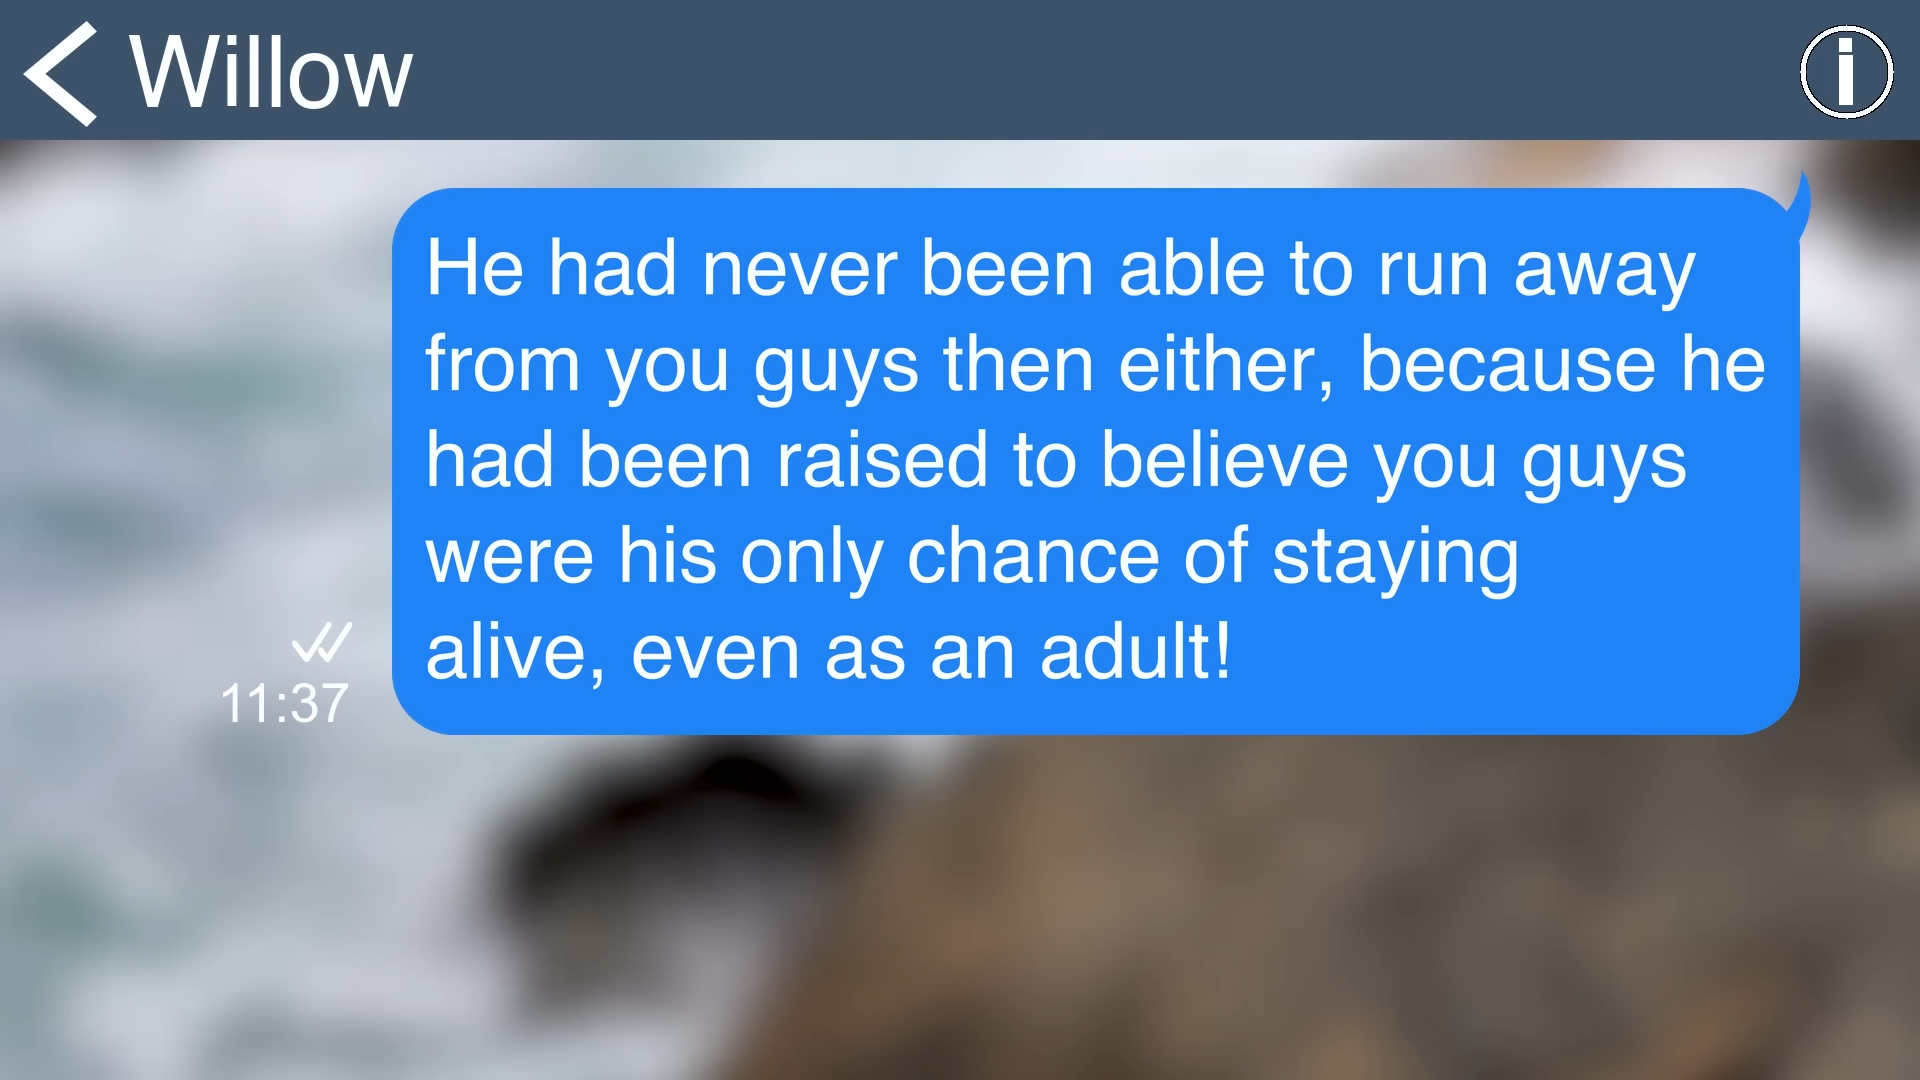 Willow
He had never been able to run away
from you guys then either, because he
had been raised to believe you guys
were his only chance of staying
alive, even as an adult!
11:37